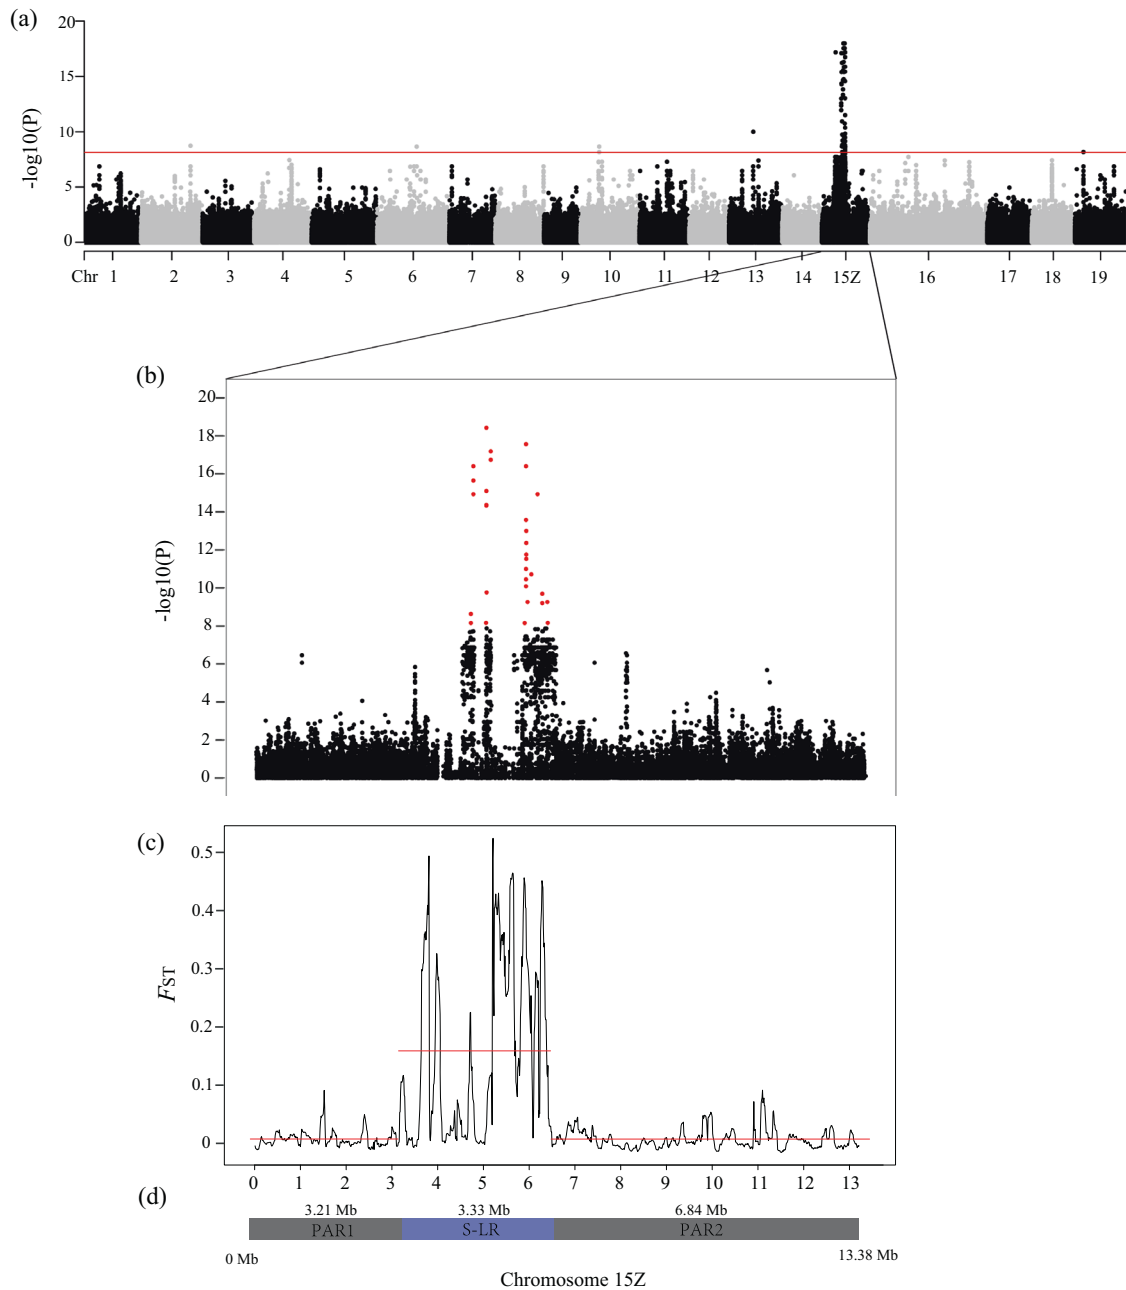 (a)
20
15
10
5
0
-log10(P)
Chr 1 2 3 4 5 6 7 8 9 10 11 12 13 14 15Z 16 17 18 19
(b)
20
18
16
14
12
10
8
6
4
2
0
-log10(P)
(c)
0.5
0.4
0.3
0.2
0.1
0
FST
0 1 2 3 4 5 6 7 8 9 10 11 12 13
(d)
3.21 Mb 3.33 Mb 6.84 Mb
PAR1 S-LR PAR2
0 Mb 13.38 Mb
Chromosome 15Z